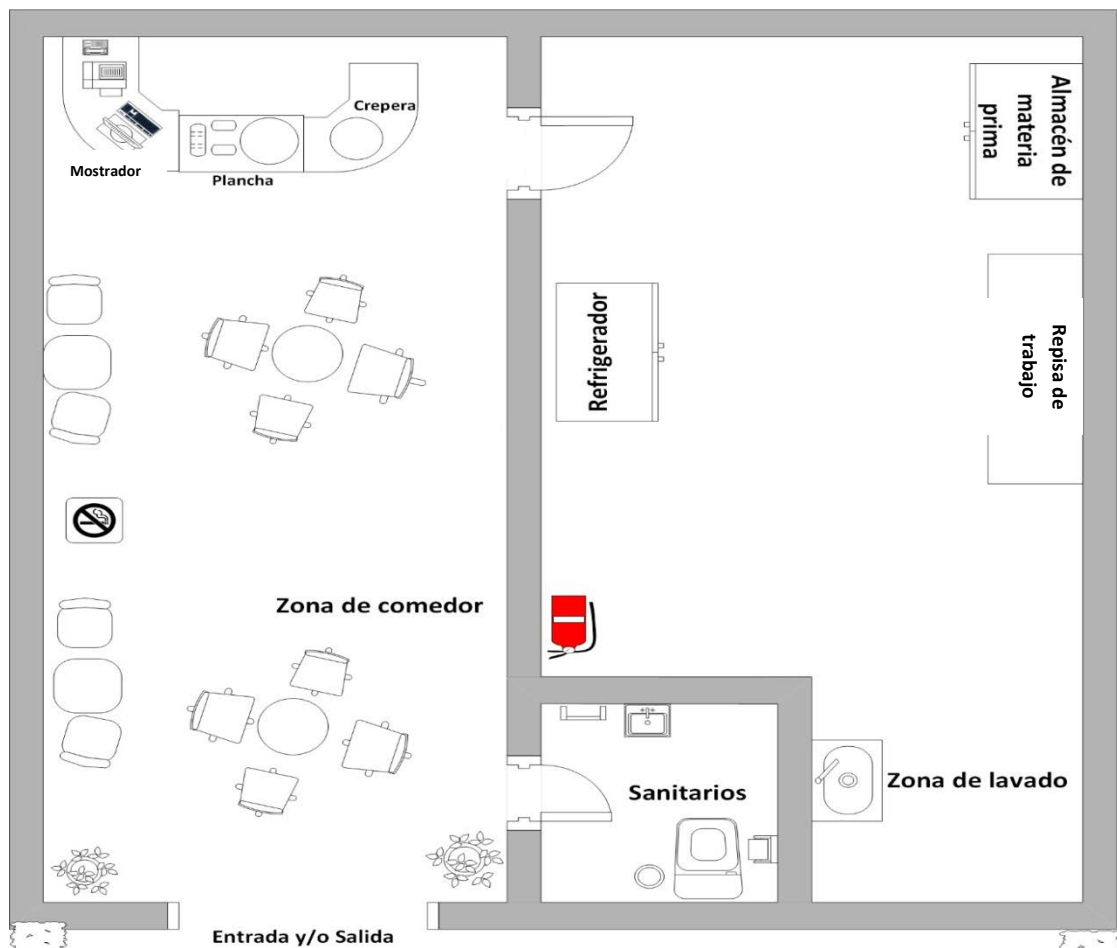 Crepera
Mostrador
Plancha
Almacén de
materia
prima
Refrigerador
Repisa de
trabajo
Zona de comedor
Sanitarios
Zona de lavado
Entrada y/o Salida